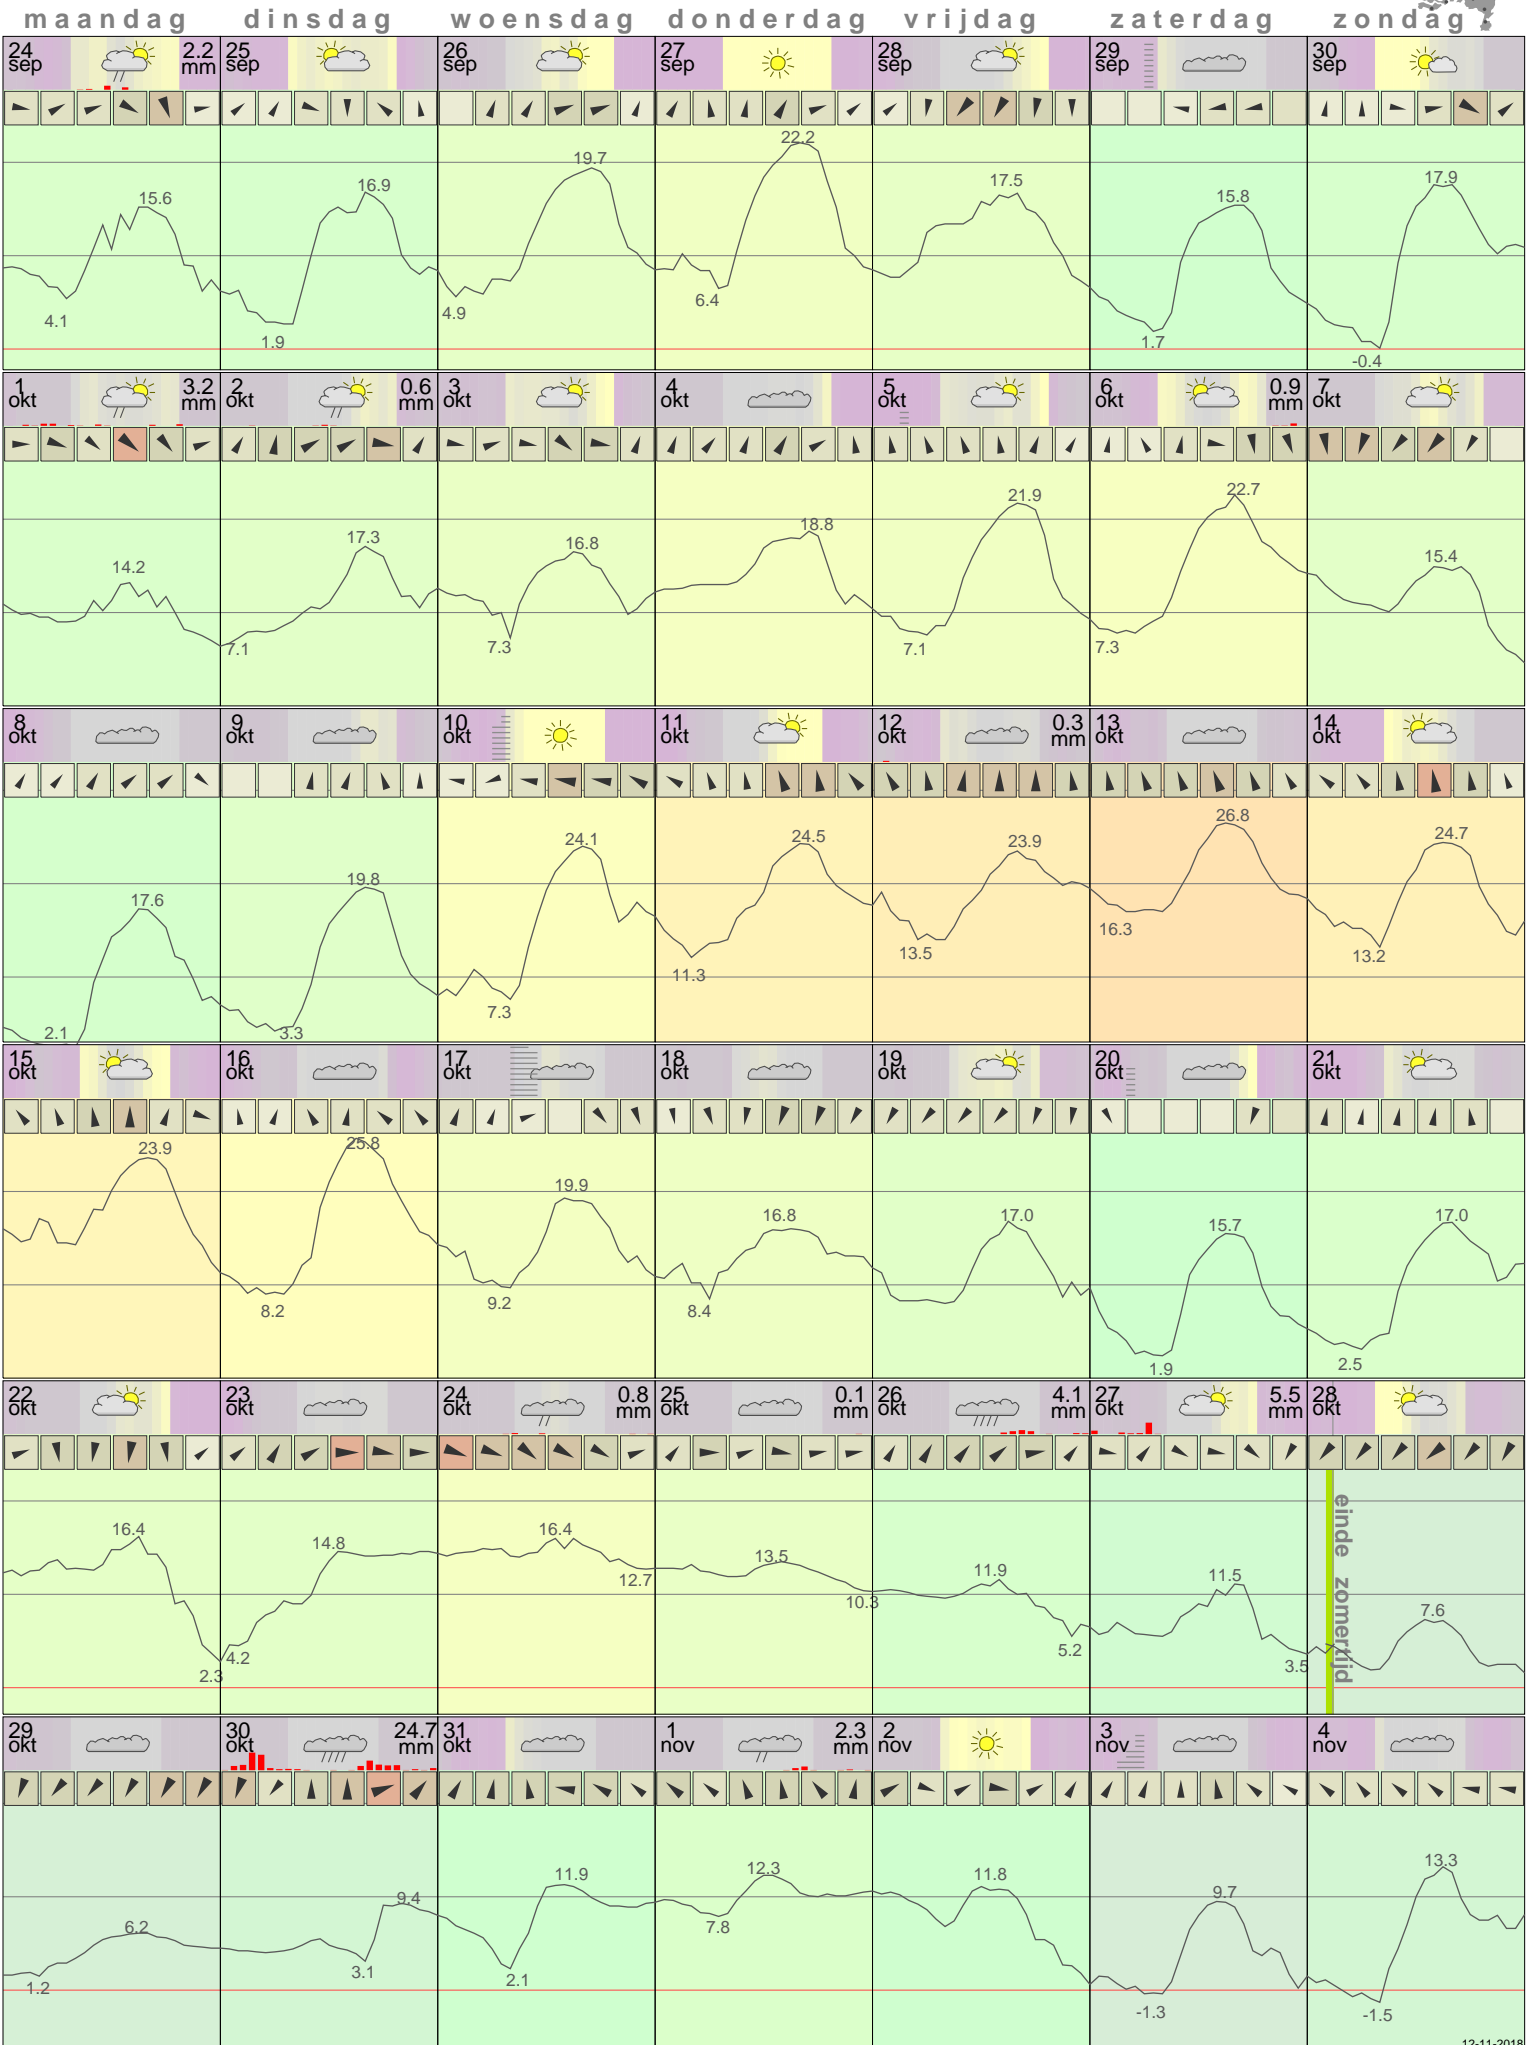 maandag dinsdag woensdag donderdag vrijdag zaterdag zondag
24 sep 2.2 mm 25 sep 26 sep 27 sep 28 sep 29 sep 30 sep
15.6 16.9 19.7 22.2 17.5 15.8 17.9
4.1 1.9 4.9 6.4 1.7 -0.4
1 okt 3.2 mm 2 okt 0.6 mm 3 okt 4 okt 5 okt 6 okt 0.9 mm 7 okt
14.2 17.3 16.8 18.8 21.9 22.7 15.4
7.1 7.3 7.1 7.3
8 okt 9 okt 10 okt 11 okt 12 okt 0.3 mm 13 okt 14 okt
17.6 19.8 24.1 24.5 23.9 26.8 24.7
2.1 3.3 7.3 11.3 13.5 16.3 13.2
15 okt 16 okt 17 okt 18 okt 19 okt 20 okt 21 okt
23.9 25.8 19.9 16.8 17.0 15.7 17.0
8.2 9.2 8.4 1.9 2.5
22 okt 23 okt 24 okt 0.8 mm 25 okt 0.1 mm 26 okt 4.1 mm 27 okt 5.5 mm 28 okt
16.4 14.8 16.4 13.5 11.9 11.5 7.6
2.3 4.2 12.7 10.3 5.2 3.5
einde zomertijd
29 okt 30 okt 24.7 mm 31 okt 1 nov 2.3 mm 2 nov 3 nov 4 nov
6.2 9.4 11.9 12.3 11.8 9.7 13.3
1.2 3.1 2.1 7.8 -1.3 -1.5
12-11-2018